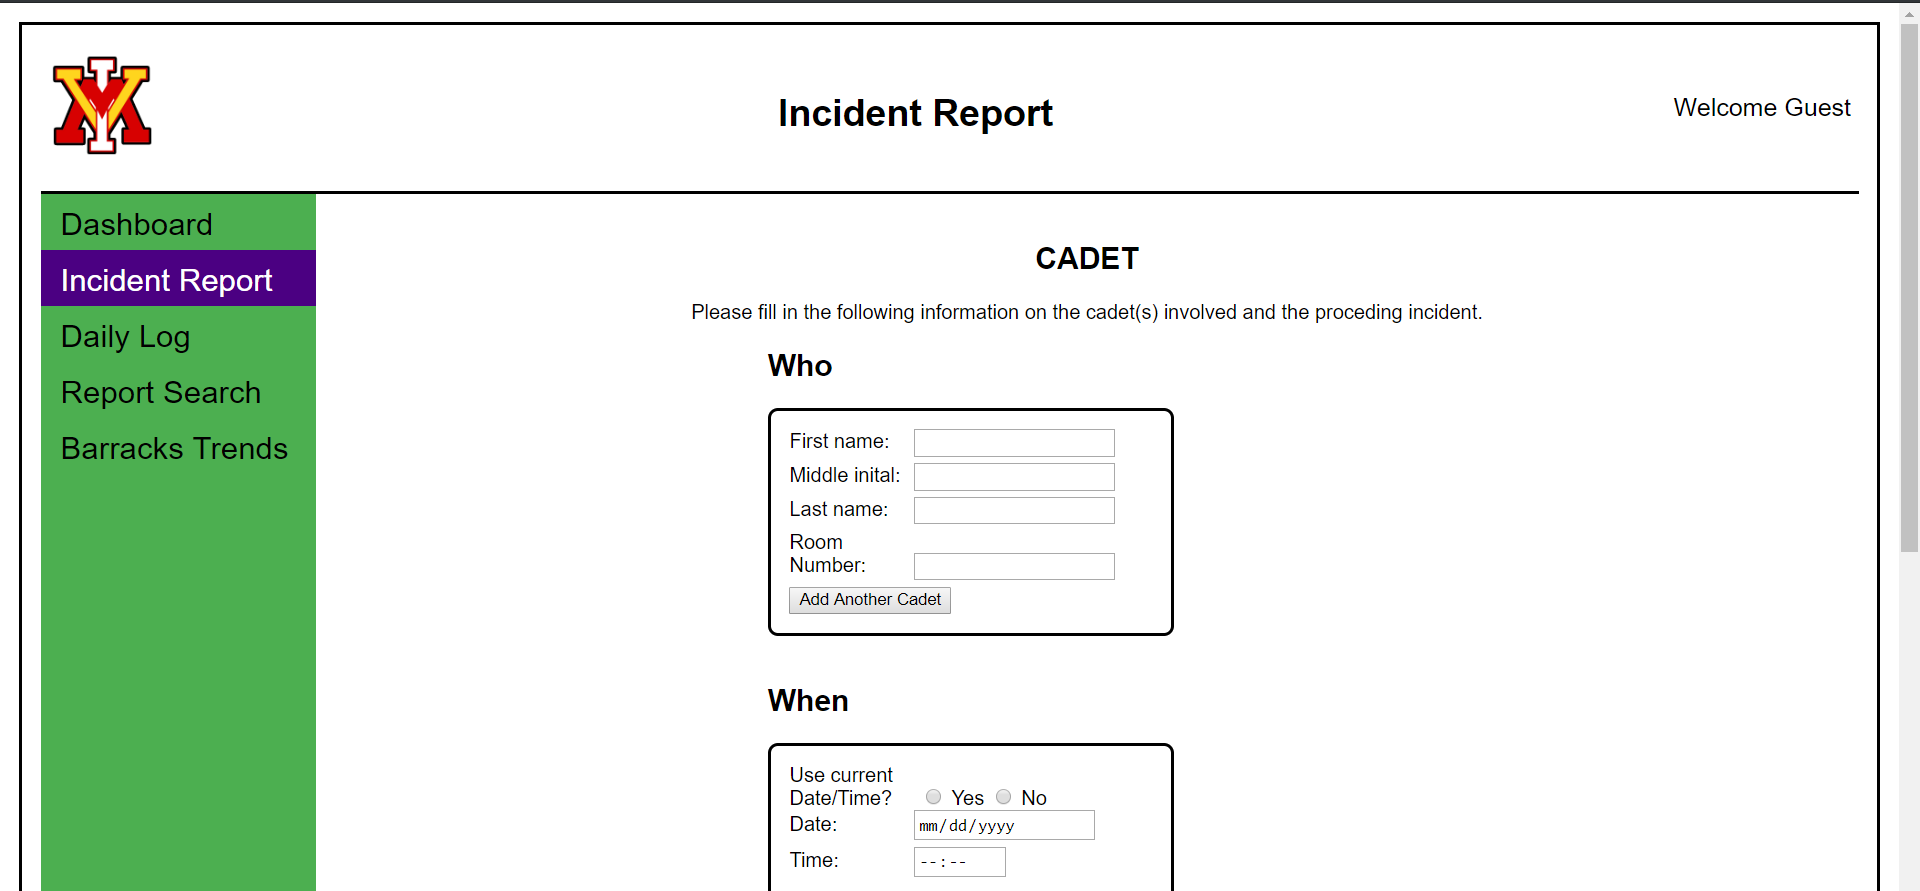 VMI
Incident Report
Welcome Guest
Dashboard
Incident Report
Daily Log
Report Search
Barracks Trends
CADET
Please fill in the following information on the cadet(s) involved and the proceding incident.
Who
First name:
Middle inital:
Last name:
Room
Number:
Add Another Cadet
When
Use current
Date/Time? Yes No
Date: mm/dd/yyyy
Time: --:--